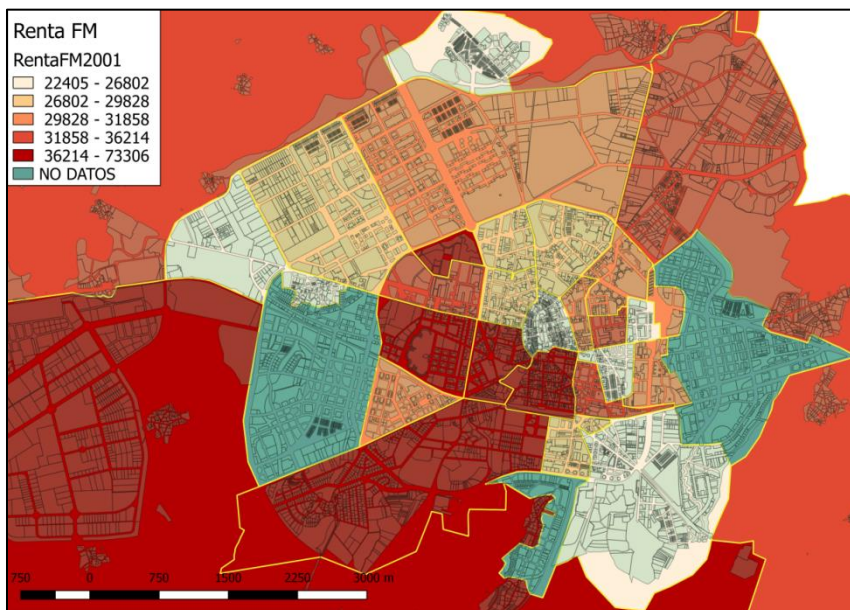 Renta FM
RentaFM2001
22405 - 26802
26802 - 29828
29828 - 31858
31858 - 36214
36214 - 73306
NO DATOS
750 0 750 1500 2250 3000 m